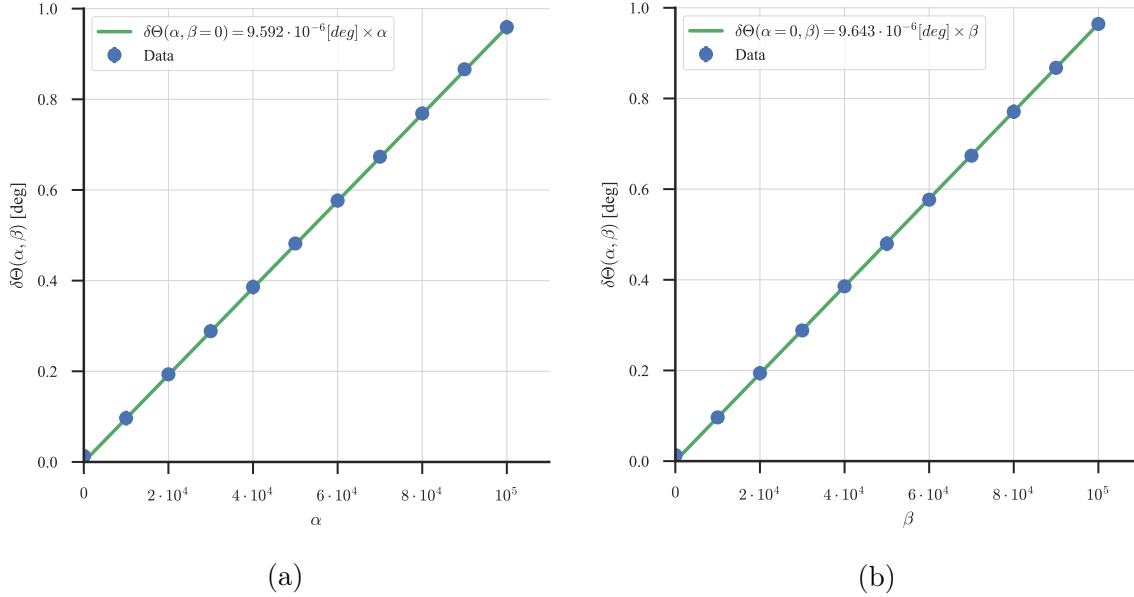 δΘ(α, β = 0) = 9.592 · 10⁻⁶[deg] × α
Data
1.0
0.8
0.6
0.4
0.2
0.0
δΘ(α, β) [deg]
0
2 · 10⁴
4 · 10⁴
6 · 10⁴
8 · 10⁴
10⁵
α
(a)
δΘ(α = 0, β) = 9.643 · 10⁻⁶[deg] × β
Data
1.0
0.8
0.6
0.4
0.2
0.0
δΘ(α, β) [deg]
0
2 · 10⁴
4 · 10⁴
6 · 10⁴
8 · 10⁴
10⁵
β
(b)